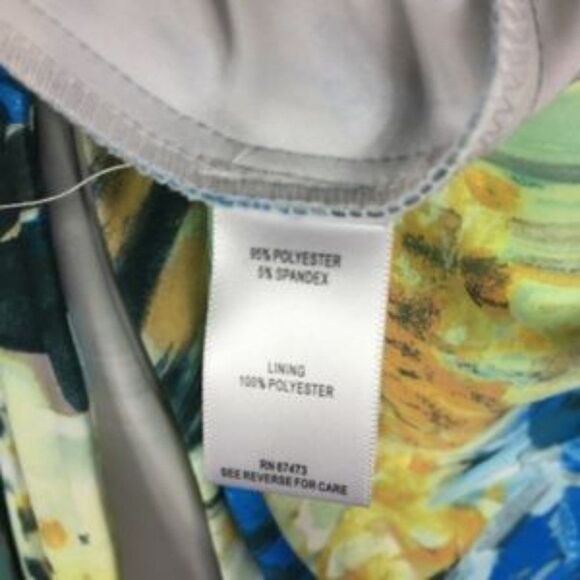 95% POLYESTER
5% SPANDEX
LINING
100% POLYESTER
RN 67473
SEE REVERSE FOR CARE